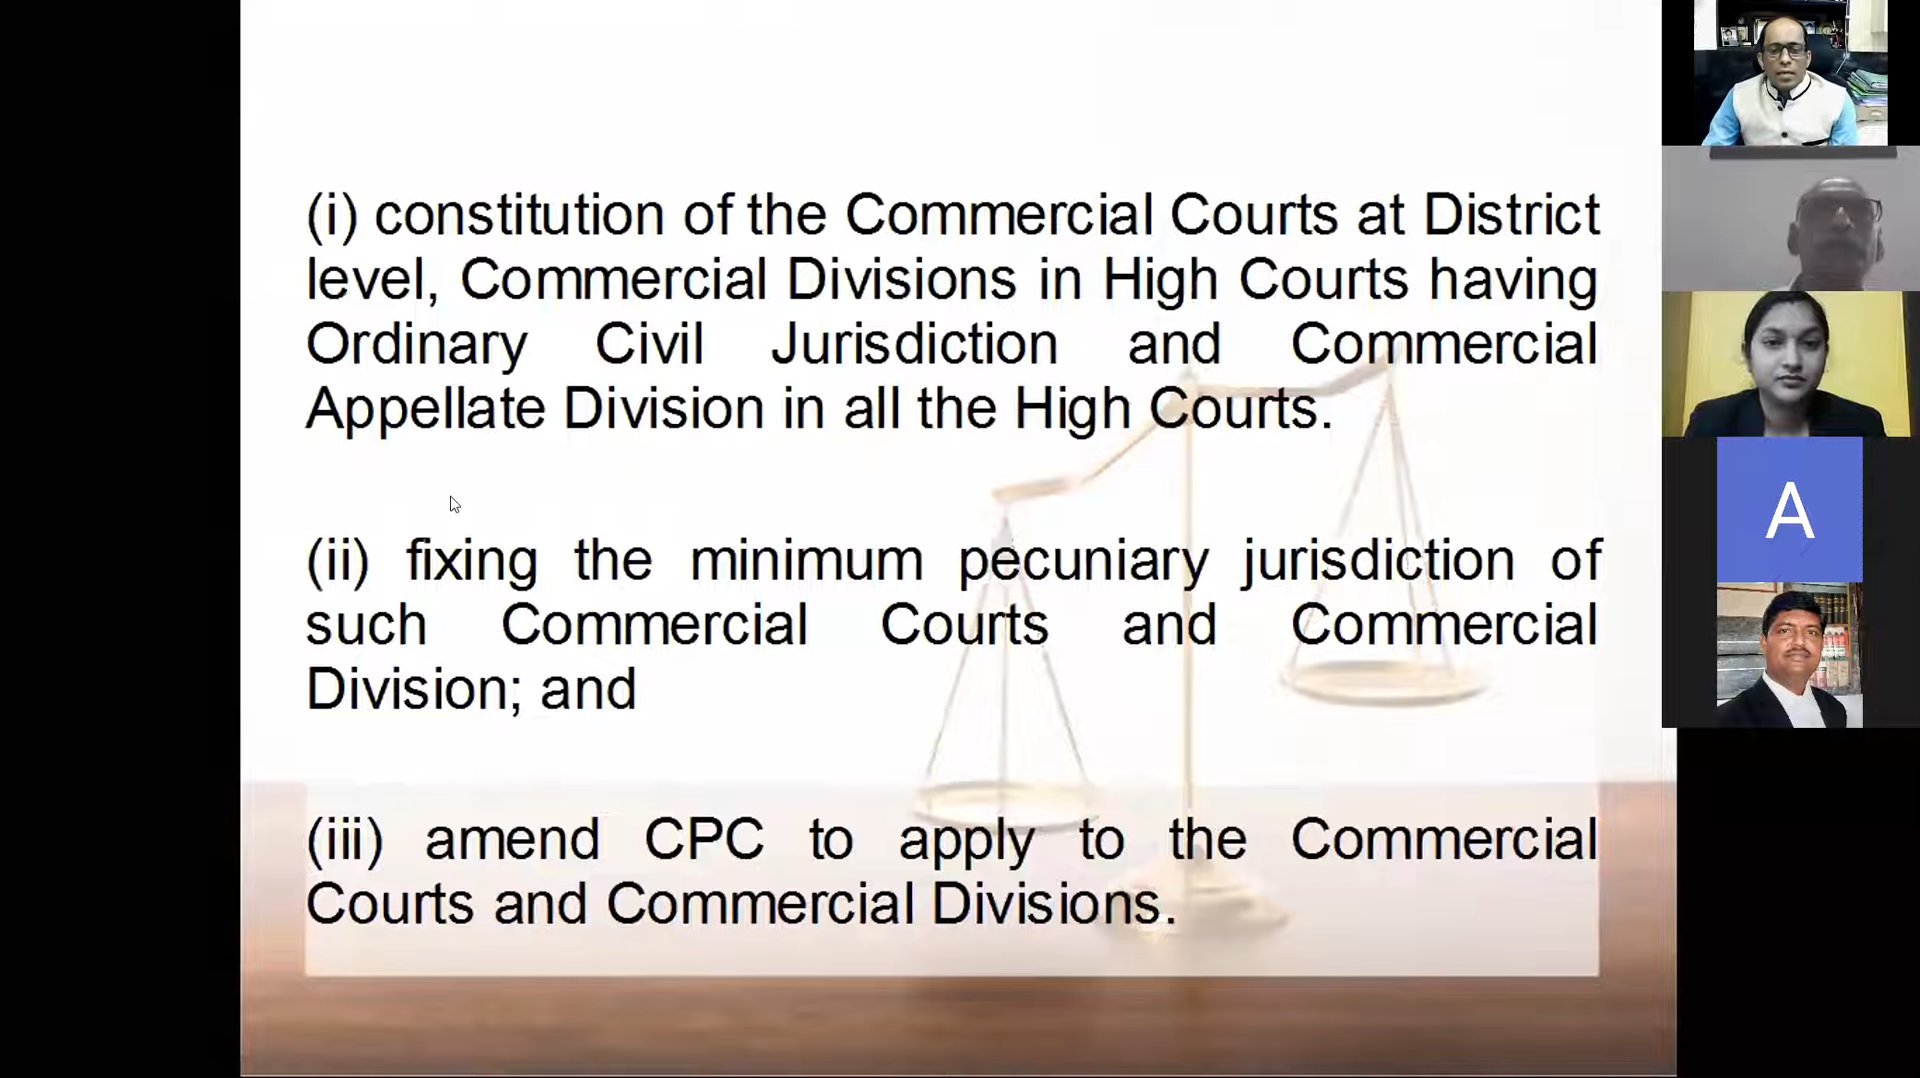 (i) constitution of the Commercial Courts at District
level, Commercial Divisions in High Courts having
Ordinary Civil Jurisdiction and Commercial
Appellate Division in all the High Courts.
(ii) fixing the minimum pecuniary jurisdiction of
such Commercial Courts and Commercial
Division; and
(iii) amend CPC to apply to the Commercial
Courts and Commercial Divisions.
A